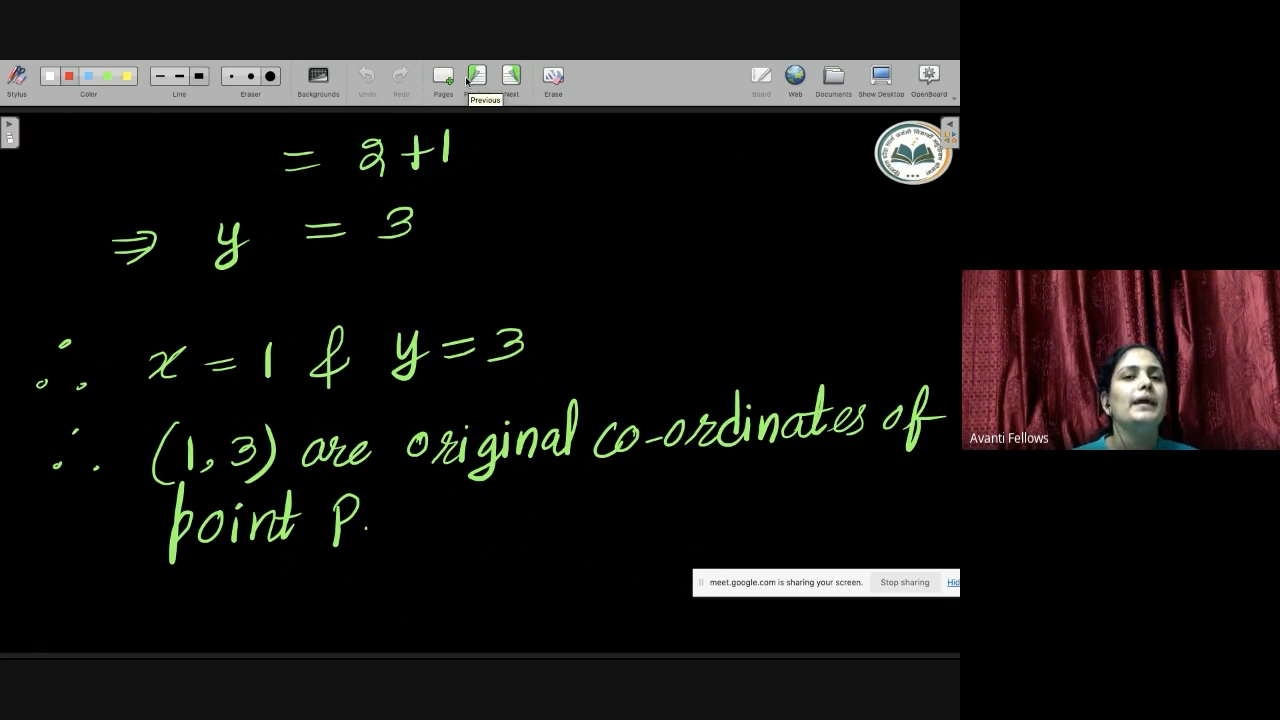 Stylus Color Line Eraser Backgrounds Undo Redo Pages Next Erase Board Web Documents Show Desktop OpenBoard
Previous
= 2+1
⇒ y = 3
∴ x = 1 & y = 3
∴ (1, 3) are original co-ordinates of
point P.
Avanti Fellows
meet.google.com is sharing your screen. Stop sharing